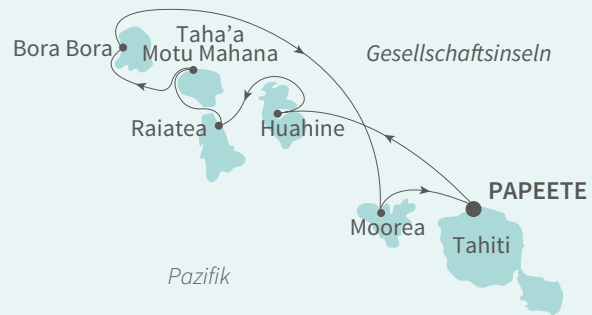 Taha’a
Bora Bora
Motu Mahana
Gesellschaftsinseln
Raiatea
Huahine
PAPEETE
Moorea
Tahiti
Pazifik